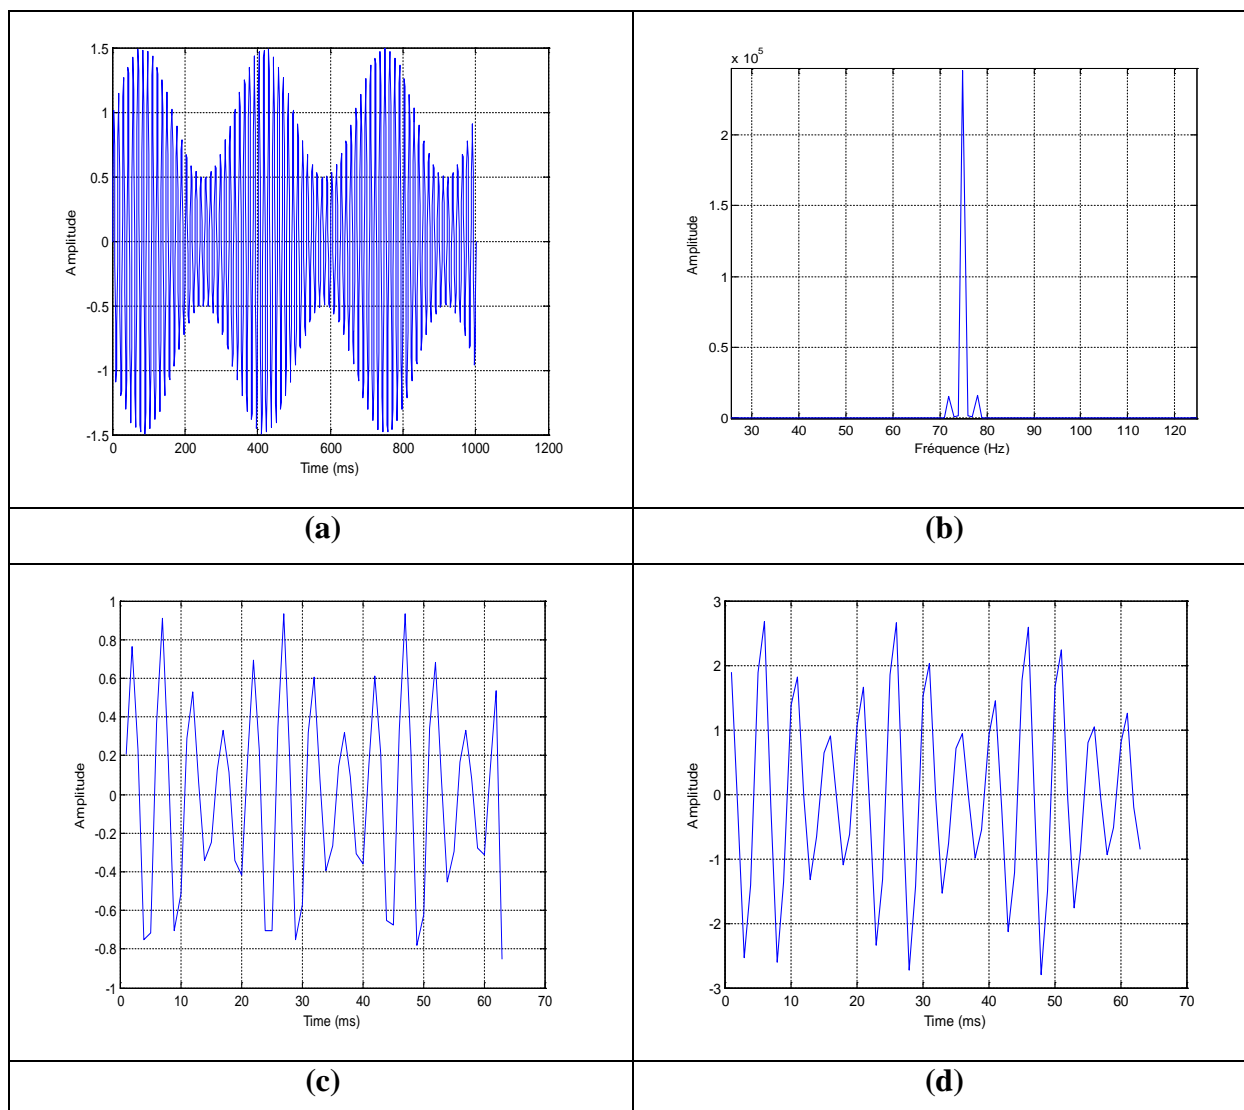 1.5
1
0.5
0
-0.5
-1
-1.5
0 200 400 600 800 1000 1200
Amplitude
Time (ms)
x 10^5
2
1.5
1
0.5
0
30 40 50 60 70 80 90 100 110 120
Amplitude
Fréquence (Hz)
(a)
(b)
1
0.8
0.6
0.4
0.2
0
-0.2
-0.4
-0.6
-0.8
-1
0 10 20 30 40 50 60 70
Amplitude
Time (ms)
3
2
1
0
-1
-2
-3
0 10 20 30 40 50 60 70
Amplitude
Time (ms)
(c)
(d)